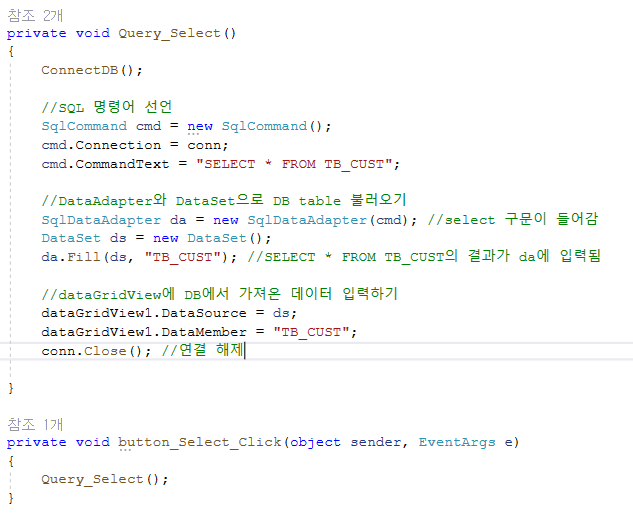 참조 2개
private void Query_Select()
{
    ConnectDB();

    //SQL 명령어 선언
    SqlCommand cmd = new SqlCommand();
    cmd.Connection = conn;
    cmd.CommandText = "SELECT * FROM TB_CUST";

    //DataAdapter와 DataSet으로 DB table 불러오기
    SqlDataAdapter da = new SqlDataAdapter(cmd); //select 구문이 들어감
    DataSet ds = new DataSet();
    da.Fill(ds, "TB_CUST"); //SELECT * FROM TB_CUST의 결과가 da에 입력됨

    //dataGridView에 DB에서 가져온 데이터 입력하기
    dataGridView1.DataSource = ds;
    dataGridView1.DataMember = "TB_CUST";
    conn.Close(); //연결 해제

}

참조 1개
private void button_Select_Click(object sender, EventArgs e)
{
    Query_Select();
}